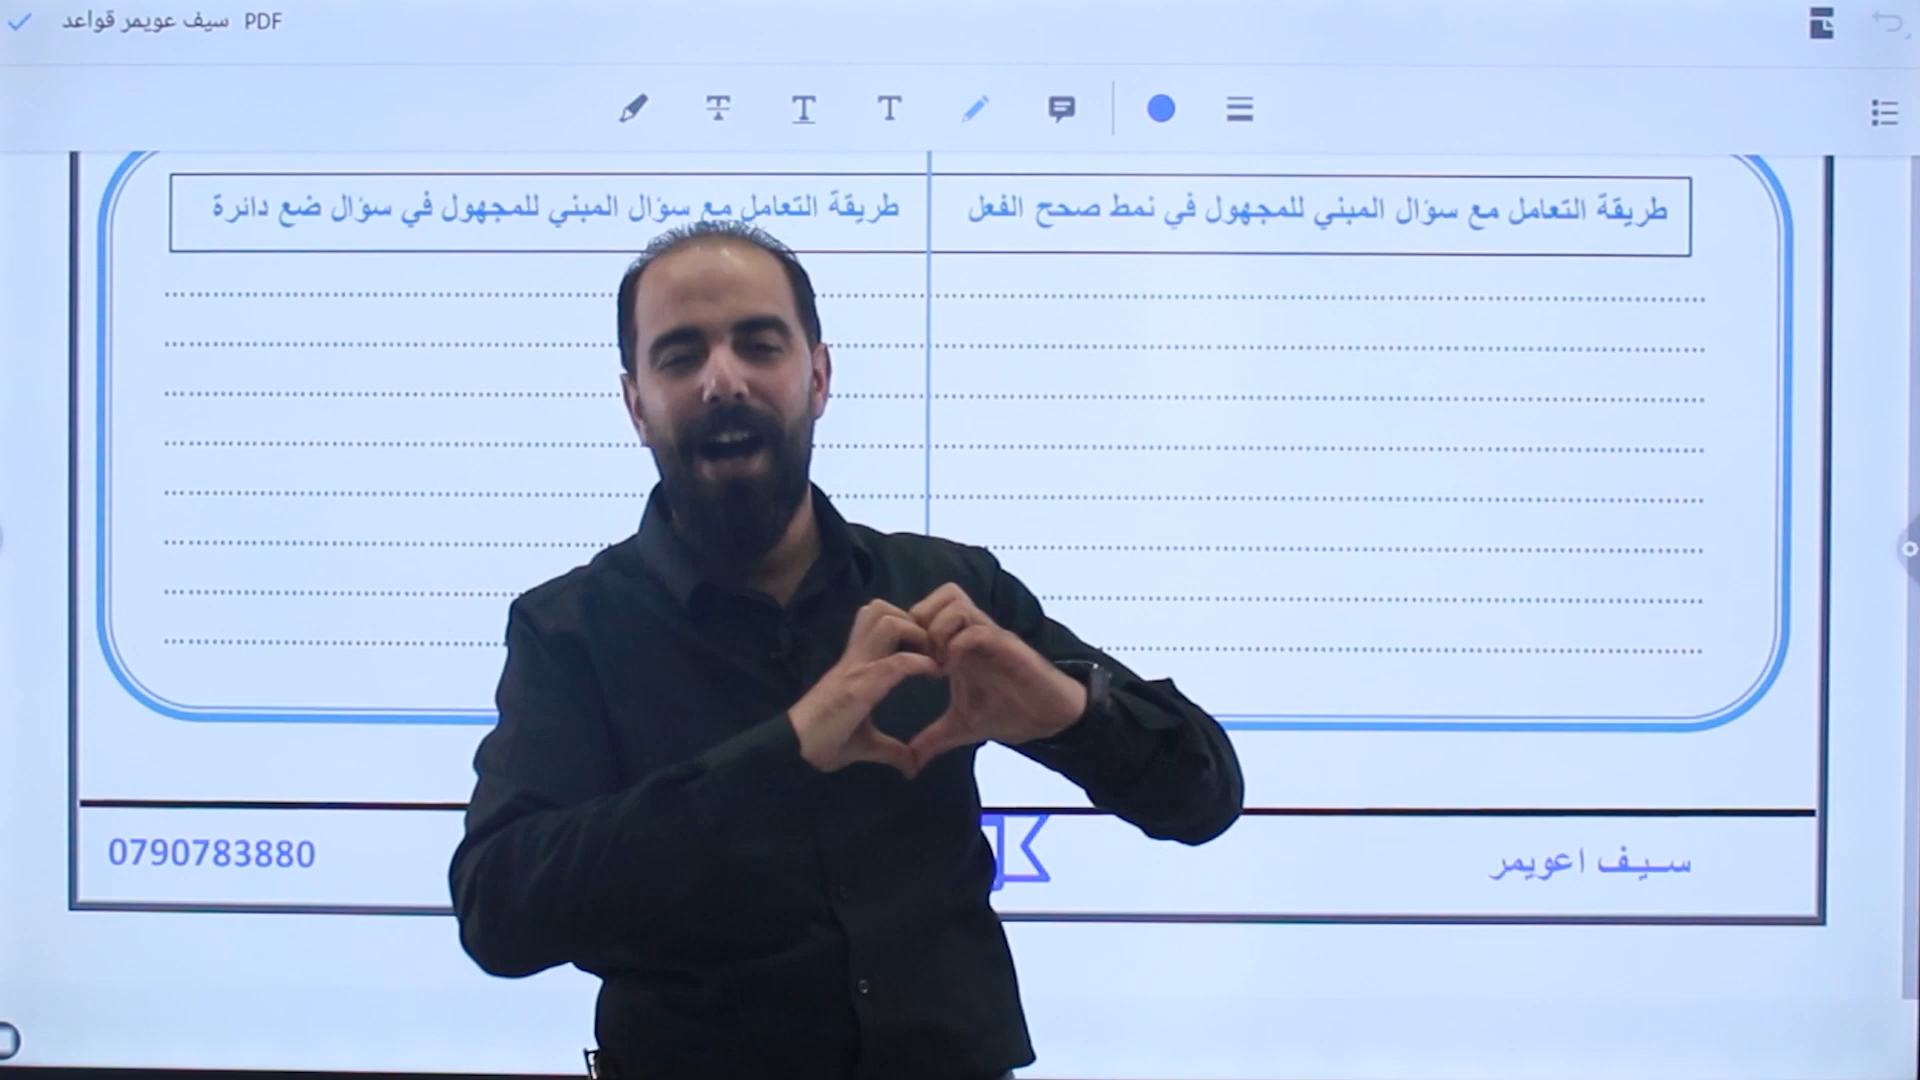 سيف عويمر قواعد PDF
طريقة التعامل مع سؤال المبني للمجهول في نمط صحح الفعل
طريقة التعامل مع سؤال المبني للمجهول في سؤال ضع دائرة
سيف اعويمر
0790783880